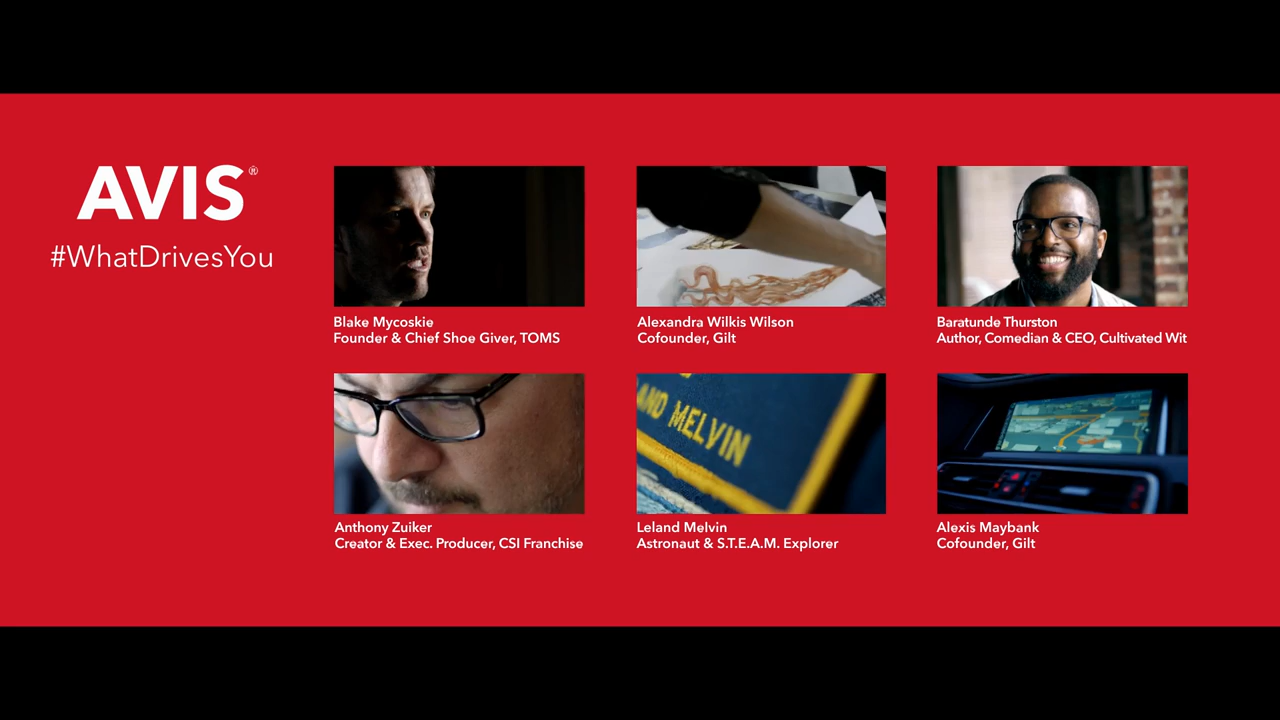 AVIS®
#WhatDrivesYou
Blake Mycoskie
Founder & Chief Shoe Giver, TOMS
Alexandra Wilkis Wilson
Cofounder, Gilt
Baratunde Thurston
Author, Comedian & CEO, Cultivated Wit
AND MELVIN
Anthony Zuiker
Creator & Exec. Producer, CSI Franchise
Leland Melvin
Astronaut & S.T.E.A.M. Explorer
Alexis Maybank
Cofounder, Gilt